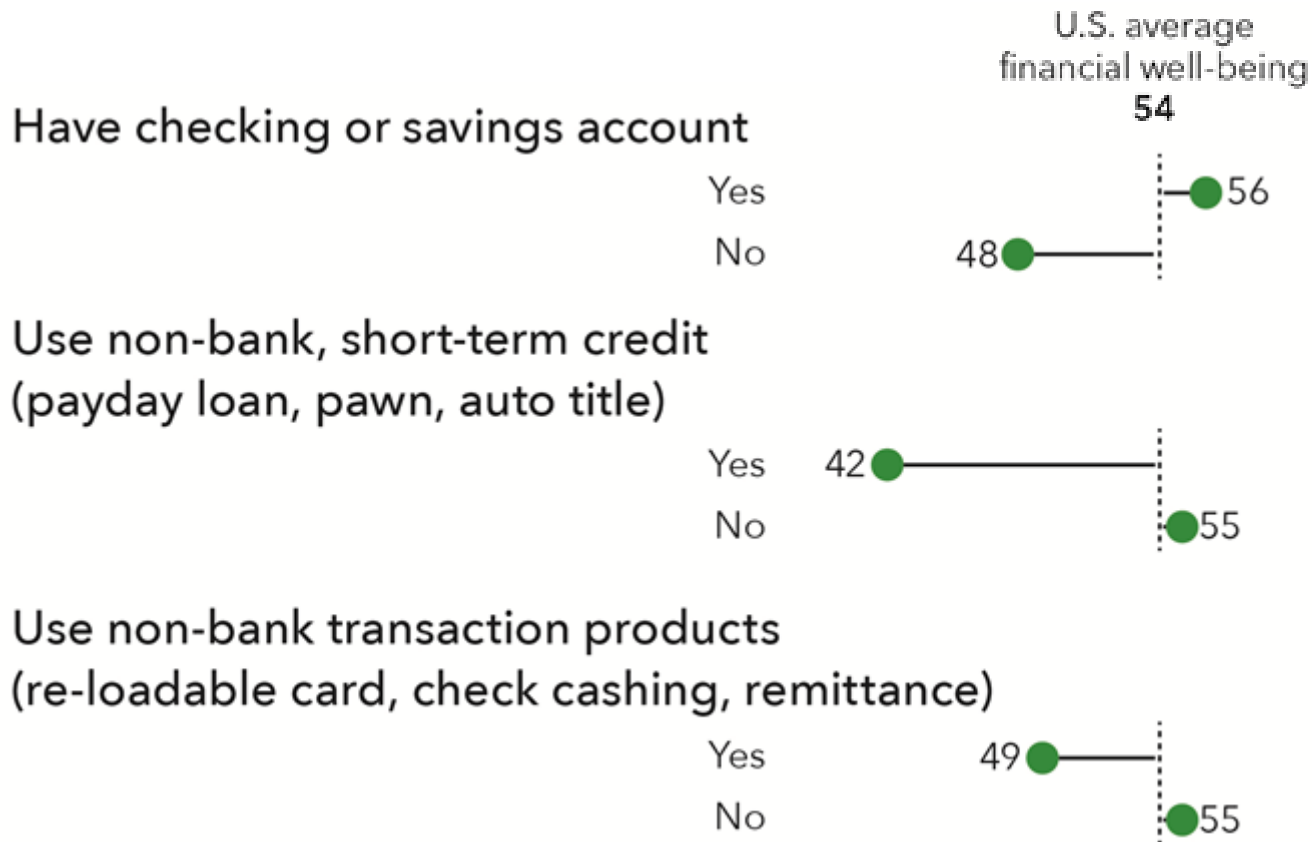 U.S. average
financial well-being
54
Have checking or savings account
Yes 56
No 48
Use non-bank, short-term credit
(payday loan, pawn, auto title)
Yes 42
No 55
Use non-bank transaction products
(re-loadable card, check cashing, remittance)
Yes 49
No 55